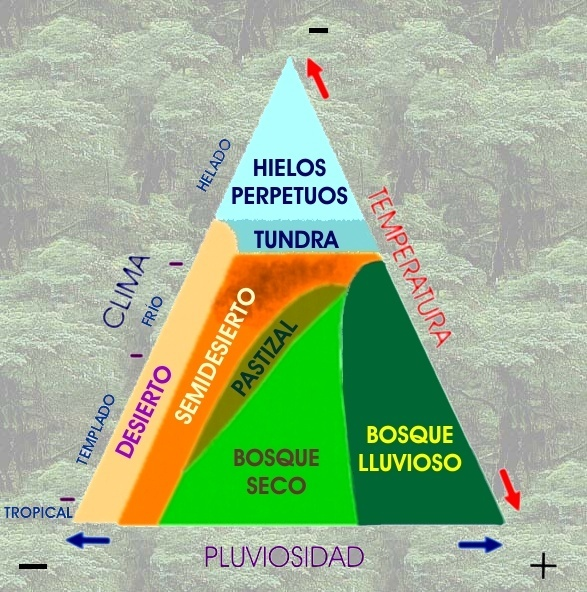 −
HELADO
HIELOS
PERPETUOS
TUNDRA
TEMPERATURA
CLIMA
FRIO
SEMIDESIERTO
PASTIZAL
DESIERTO
TEMPLADO
BOSQUE
LLUVIOSO
BOSQUE
SECO
TROPICAL
PLUVIOSIDAD
− +